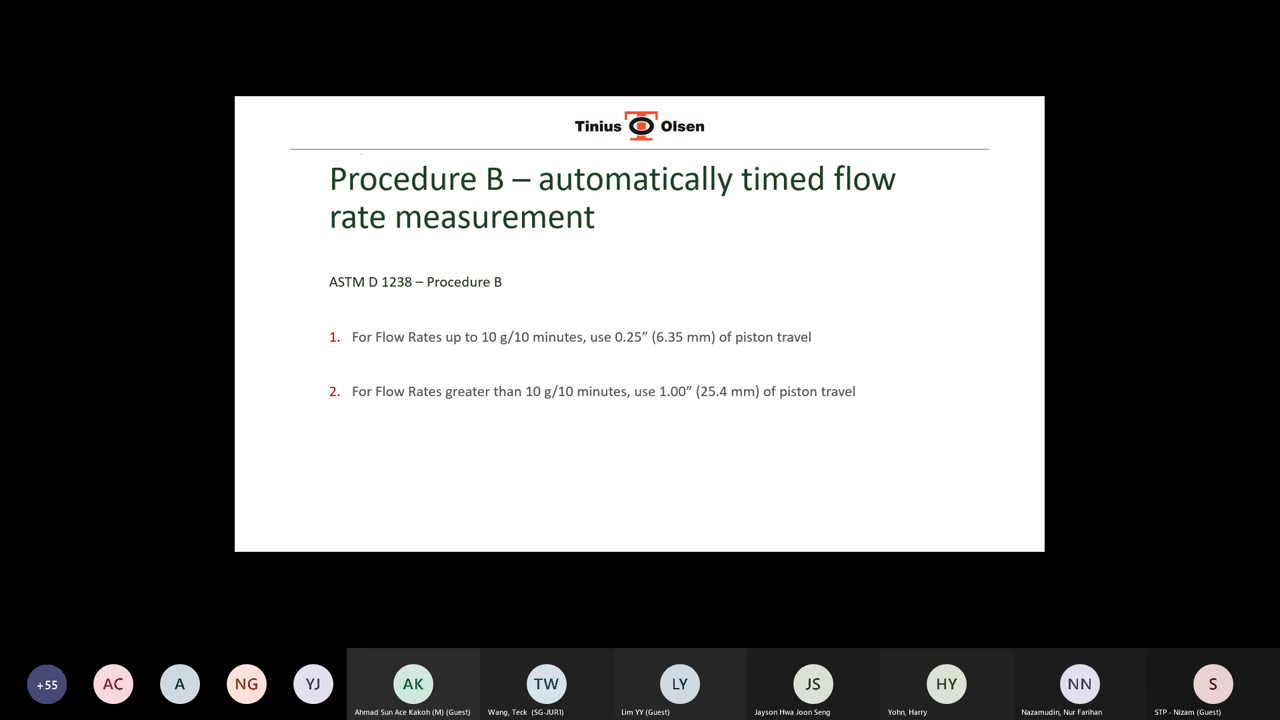 Tinius Olsen
Procedure B – automatically timed flow
rate measurement
ASTM D 1238 – Procedure B
1. For Flow Rates up to 10 g/10 minutes, use 0.25” (6.35 mm) of piston travel
2. For Flow Rates greater than 10 g/10 minutes, use 1.00” (25.4 mm) of piston travel
+55 AC A NG YJ AK TW LY JS HY NN S
Ahmad Sun Ace Kakoh (M) (Guest) Wang, Teck (SG-JUR1) Lim YY (Guest) Jayson Hwa Joon Seng Yohn, Harry Nazamudin, Nur Farihan STP - Nizam (Guest)